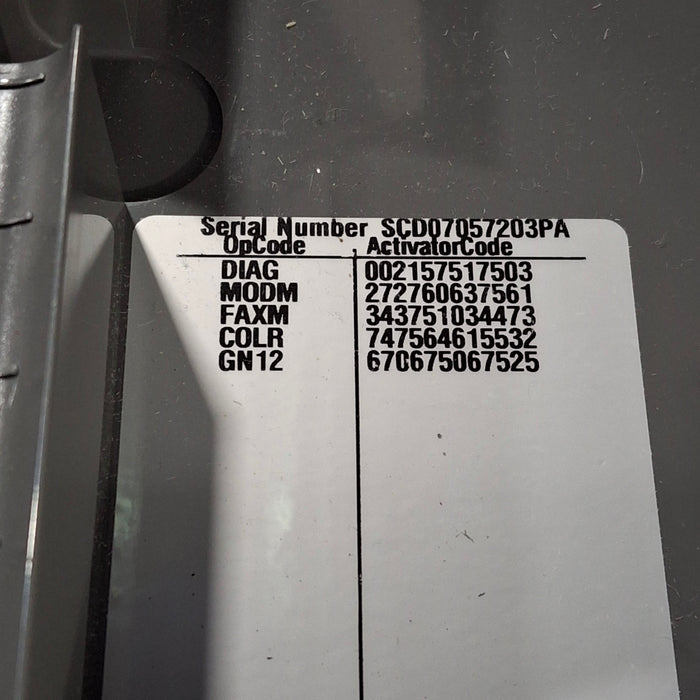 Serial Number SCD07057203PA
OpCode ActivatorCode
DIAG 002157517503
MODM 272760637561
FAXM 343751034473
COLR 747564615532
GN12 670675067525